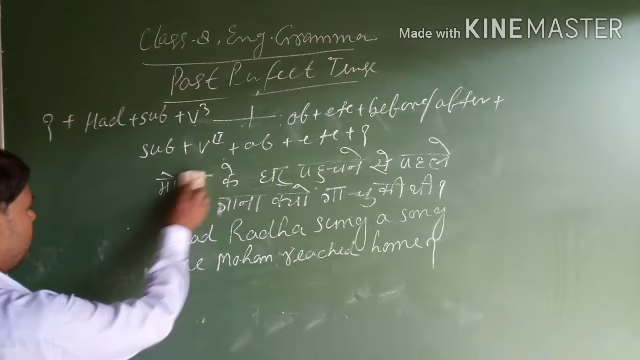 Made with KINEMASTER
Class-8, Eng. Grammar
Past Perfect Tense
? + Had + sub + V³ ob + etc + before/after +
sub + V^II + ob + etc + ?
के घर पहुचने से पहले
गाना क्यों गा चुकी थी ?
Radha sung a song
Mohan reached home ?